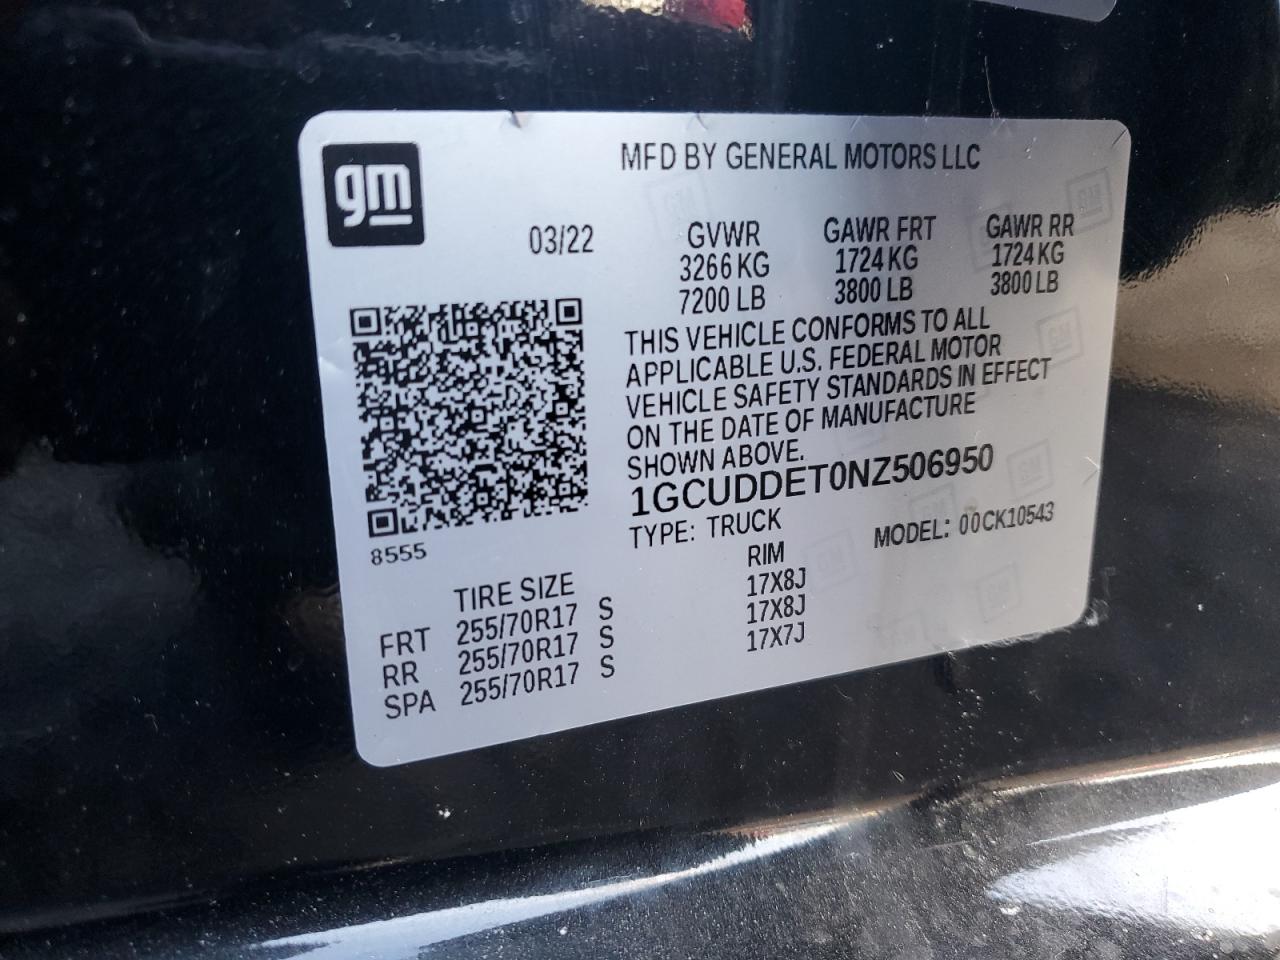 gm
MFD BY GENERAL MOTORS LLC
03/22 GVWR GAWR FRT GAWR RR
3266 KG 1724 KG 1724 KG
7200 LB 3800 LB 3800 LB
THIS VEHICLE CONFORMS TO ALL
APPLICABLE U.S. FEDERAL MOTOR
VEHICLE SAFETY STANDARDS IN EFFECT
ON THE DATE OF MANUFACTURE
SHOWN ABOVE.
1GCUDDET0NZ506950
TYPE: TRUCK MODEL: 00CK10543
8555
TIRE SIZE RIM
FRT 255/70R17 S 17X8J
RR 255/70R17 S 17X8J
SPA 255/70R17 S 17X7J